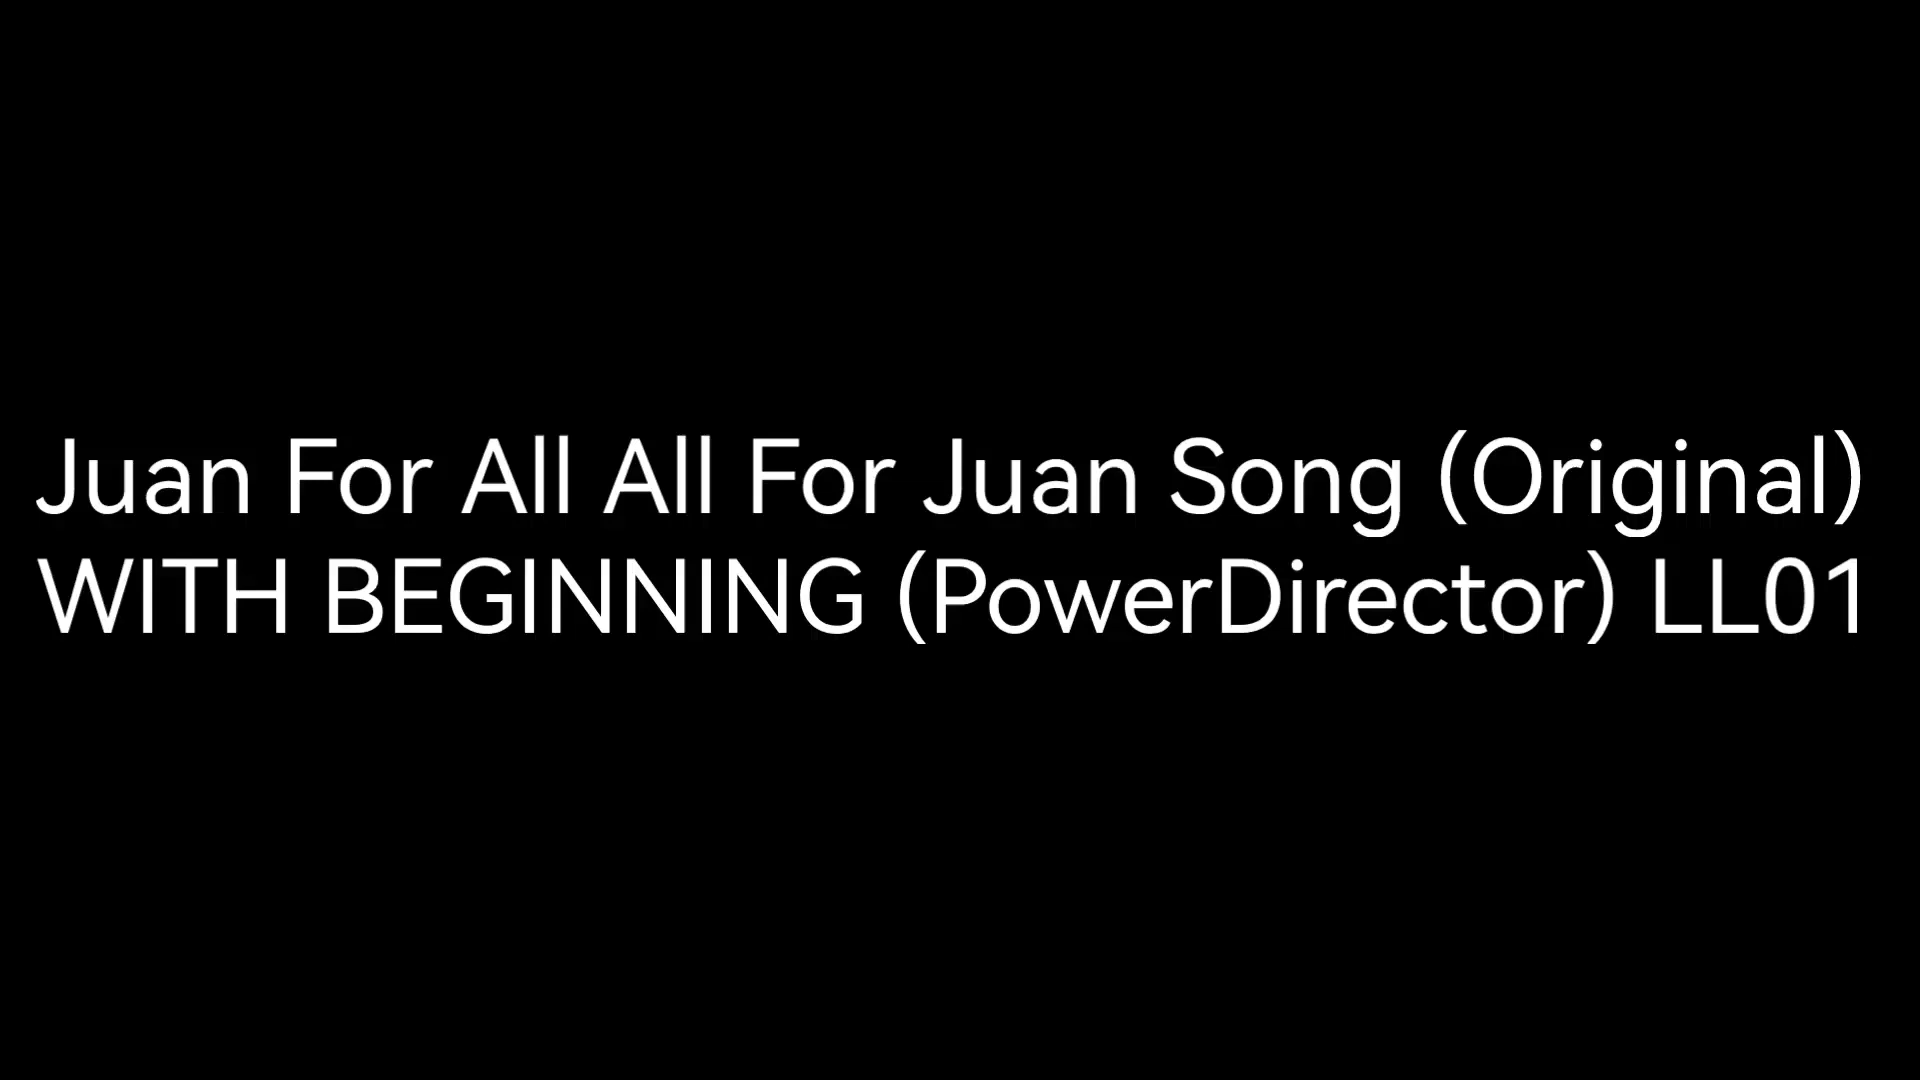 Juan For All All For Juan Song (Original)
WITH BEGINNING (PowerDirector) LL01